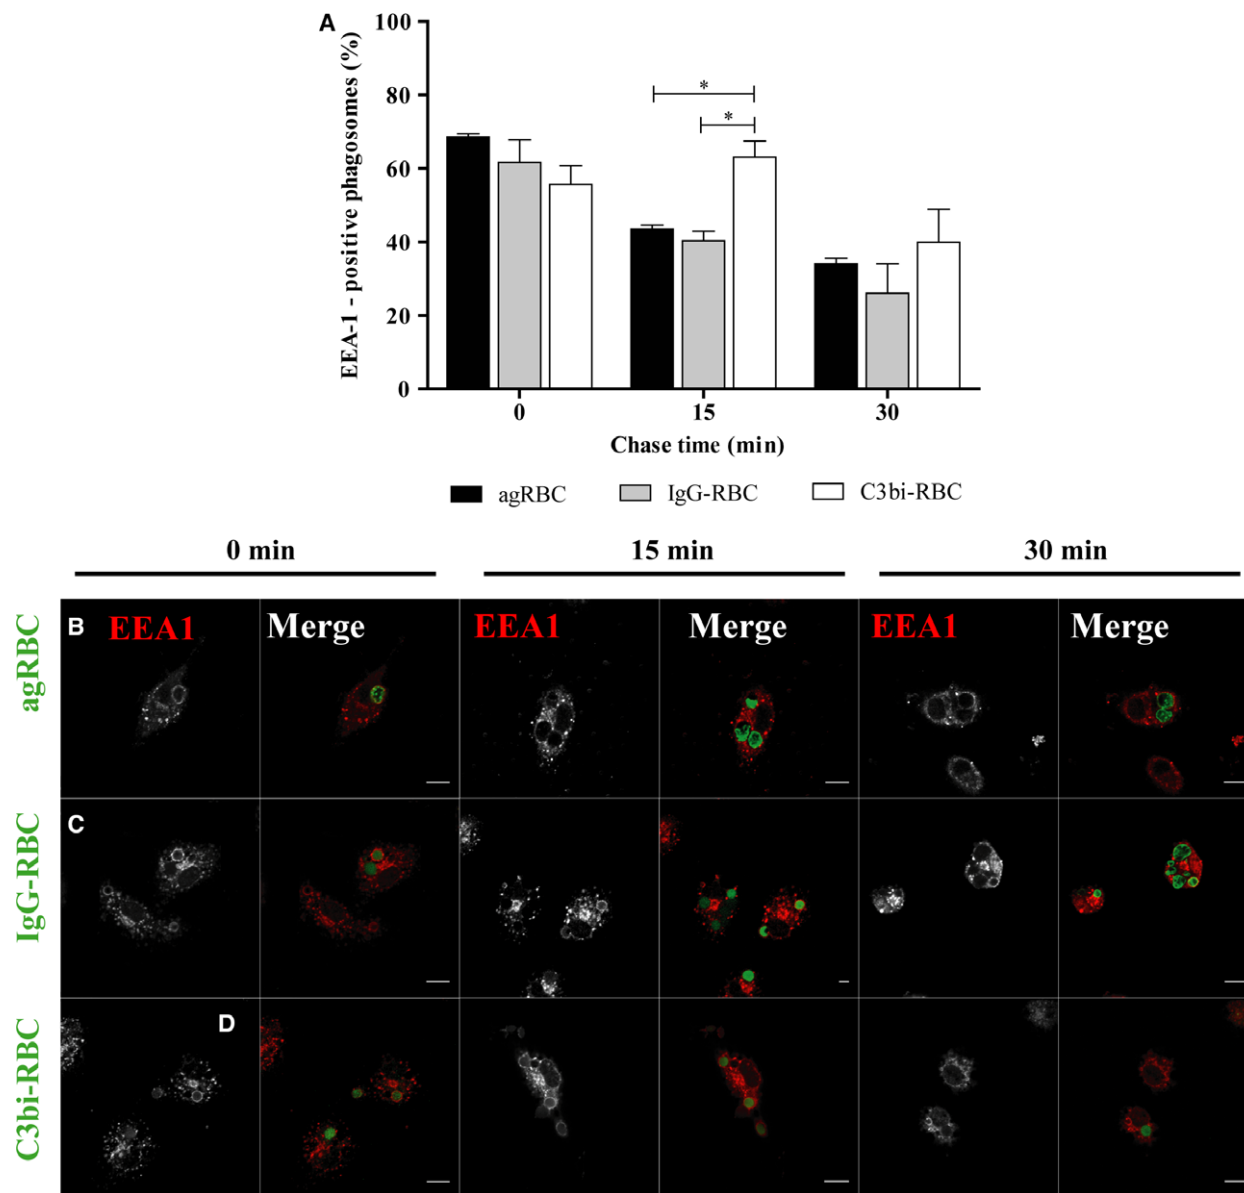 A
EEA-1 - positive phagosomes (%)
100
80
60
40
20
0
*
*
0 15 30
Chase time (min)
agRBC IgG-RBC C3bi-RBC
0 min 15 min 30 min
agRBC
B EEA1 Merge EEA1 Merge EEA1 Merge
IgG-RBC
C
C3bi-RBC
D